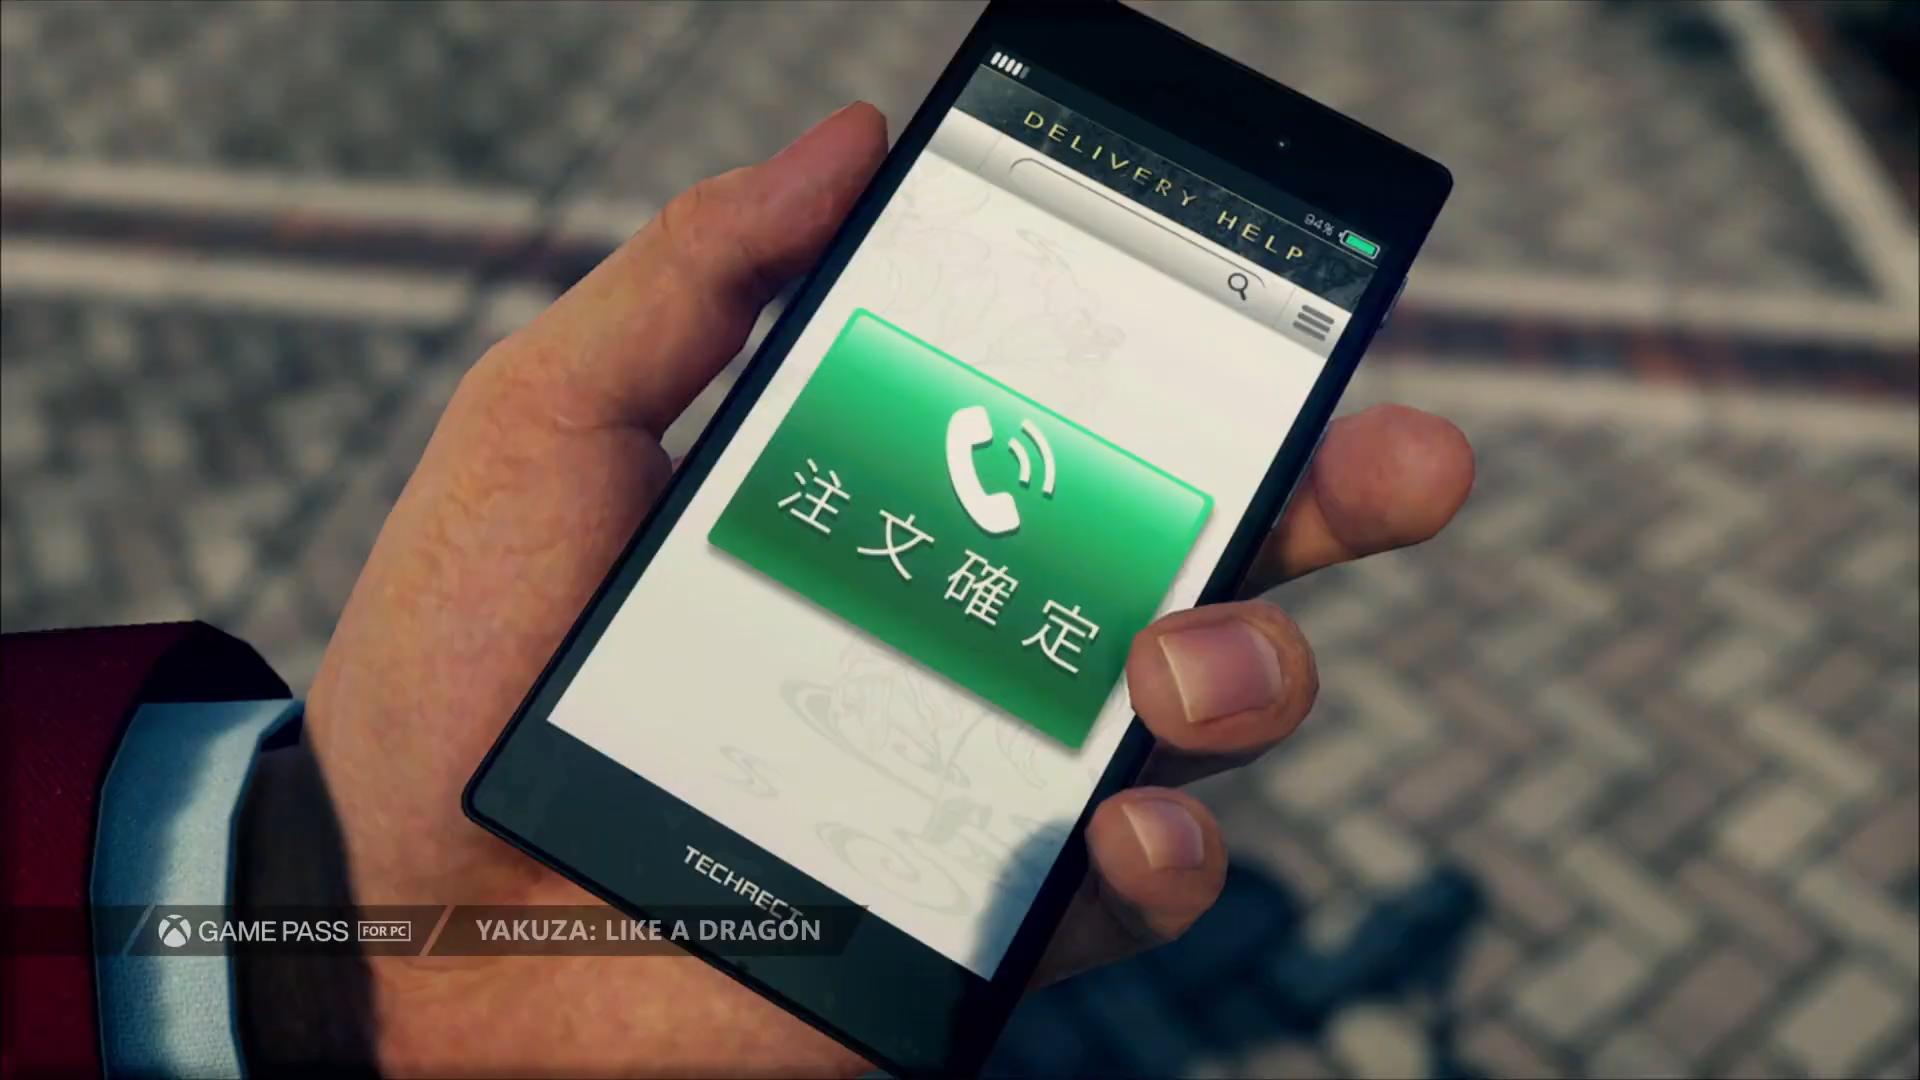 DELIVERY HELP
94%
注文確定
TECHRECT
GAME PASS FOR PC
YAKUZA: LIKE A DRAGON